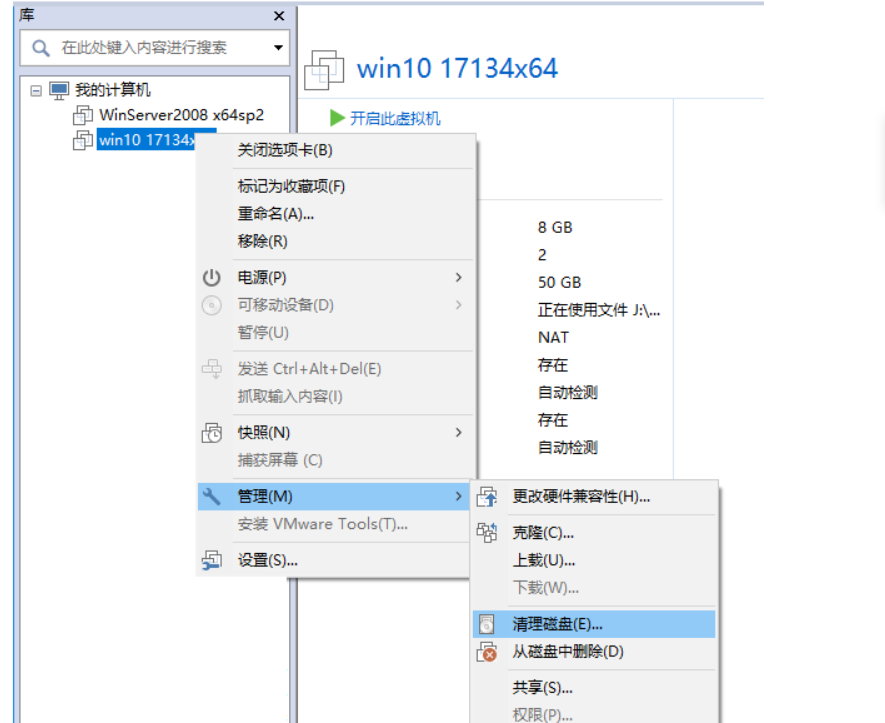 库
在此处键入内容进行搜索
我的计算机
WinServer2008 x64sp2
win10 17134x
win10 17134x64
开启此虚拟机
关闭选项卡(B)
标记为收藏项(F)
重命名(A)...
移除(R)
电源(P)
可移动设备(D)
暂停(U)
发送 Ctrl+Alt+Del(E)
抓取输入内容(I)
快照(N)
捕获屏幕 (C)
管理(M)
安装 VMware Tools(T)...
设置(S)...
8 GB
2
50 GB
正在使用文件 J:\...
NAT
存在
自动检测
存在
自动检测
更改硬件兼容性(H)...
克隆(C)...
上载(U)...
下载(W)...
清理磁盘(E)...
从磁盘中删除(D)
共享(S)...
权限(P)...